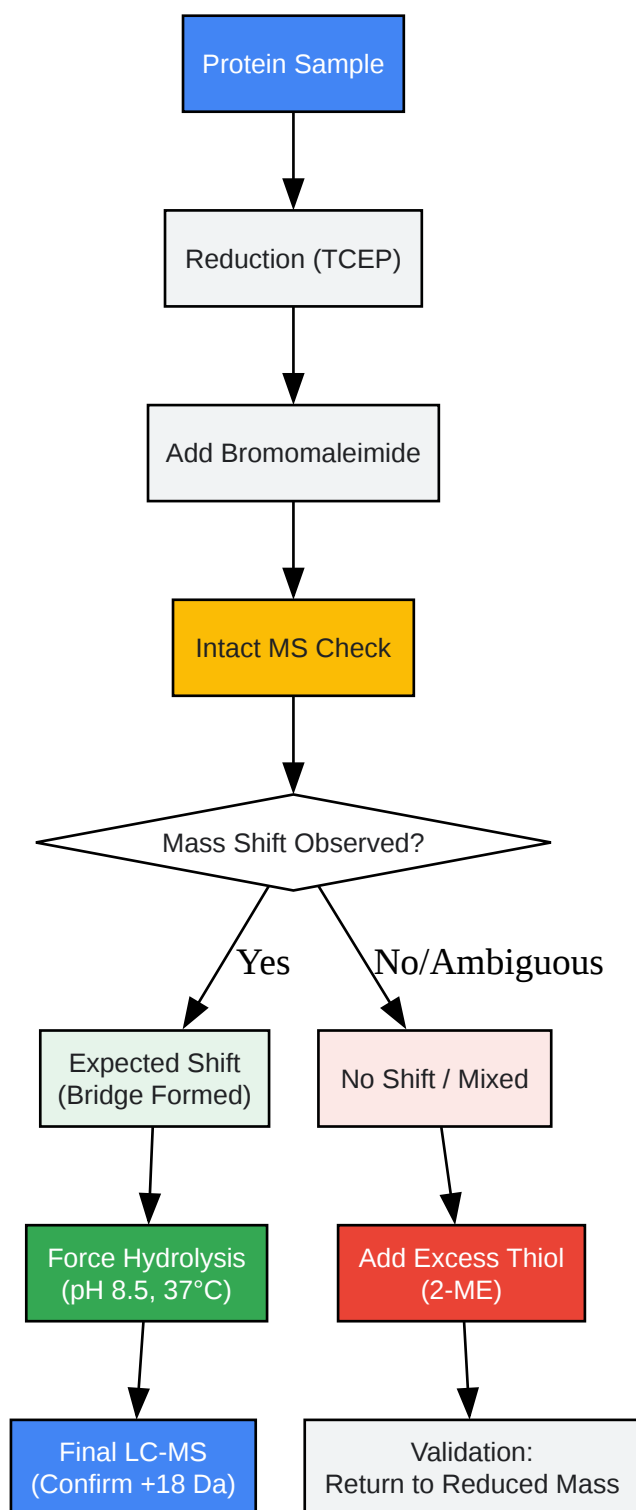 Protein Sample
Reduction (TCEP)
Add Bromomaleimide
Intact MS Check
Mass Shift Observed?
Yes
No/Ambiguous
Expected Shift
(Bridge Formed)
No Shift / Mixed
Force Hydrolysis
(pH 8.5, 37°C)
Add Excess Thiol
(2-ME)
Final LC-MS
(Confirm +18 Da)
Validation:
Return to Reduced Mass